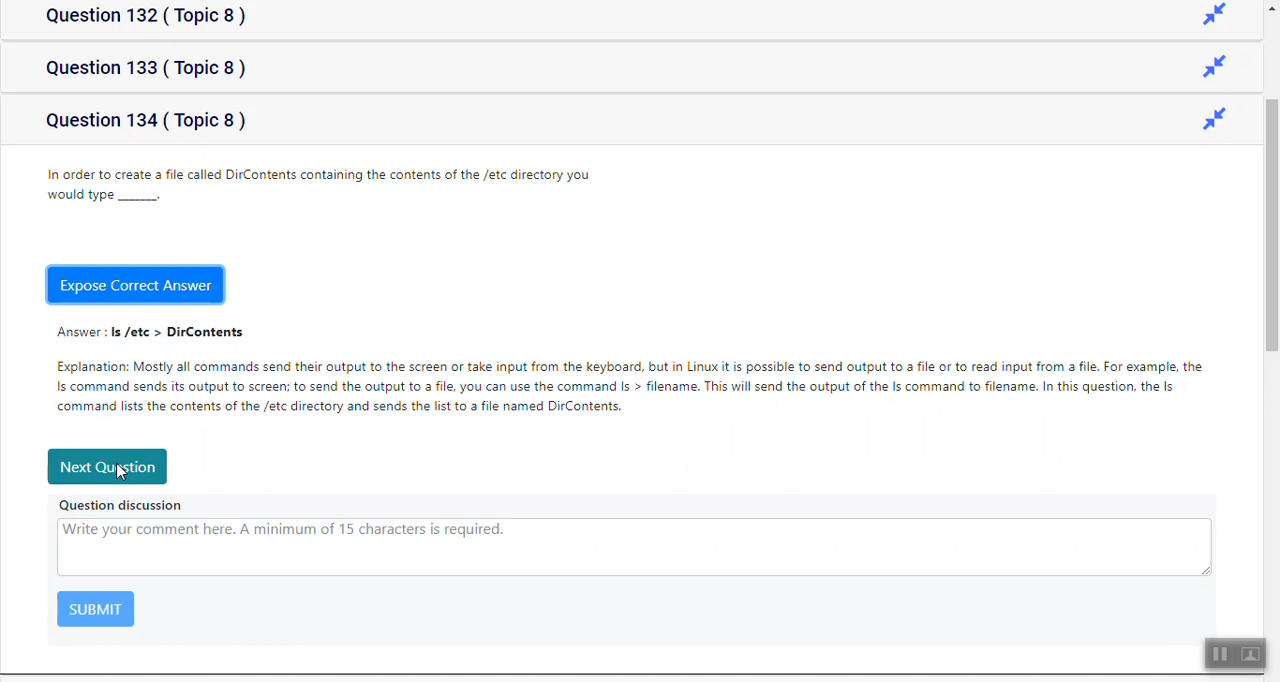 Question 132 ( Topic 8 )
Question 133 ( Topic 8 )
Question 134 ( Topic 8 )
In order to create a file called DirContents containing the contents of the /etc directory you
would type _______.
Expose Correct Answer
Answer : ls /etc > DirContents
Explanation: Mostly all commands send their output to the screen or take input from the keyboard, but in Linux it is possible to send output to a file or to read input from a file. For example, the
ls command sends its output to screen; to send the output to a file, you can use the command ls > filename. This will send the output of the ls command to filename. In this question, the ls
command lists the contents of the /etc directory and sends the list to a file named DirContents.
Next Question
Question discussion
Write your comment here. A minimum of 15 characters is required.
SUBMIT